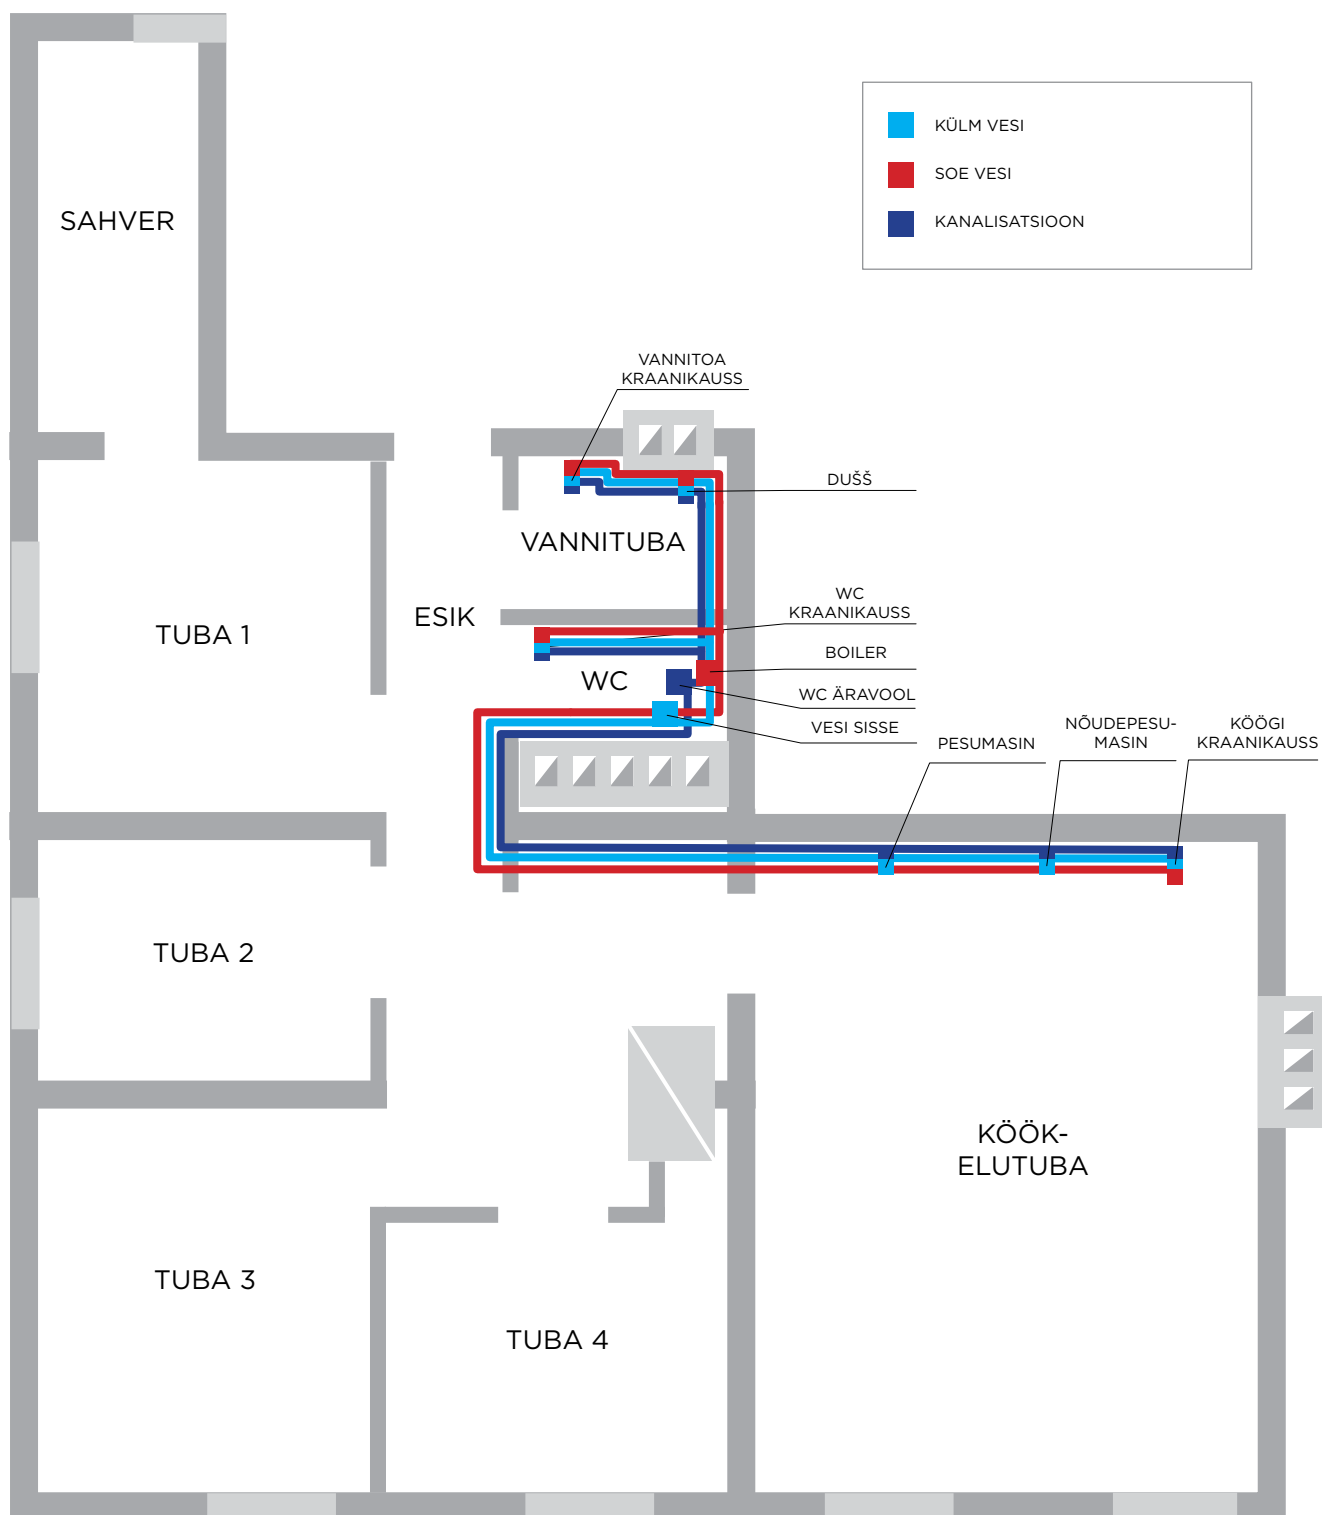 KÜLM VESI
SOE VESI
KANALISATSIOON
SAHVER
VANNITOA
KRAANIKAUSS
DUŠŠ
VANNITUBA
WC
KRAANIKAUSS
ESIK
TUBA 1
BOILER
WC
WC ÄRAVOOL
VESI SISSE
PESUMASIN
NÕUDEPESU-
MASIN
KÖÖGI
KRAANIKAUSS
TUBA 2
KÖÖK-
ELUTUBA
TUBA 3
TUBA 4